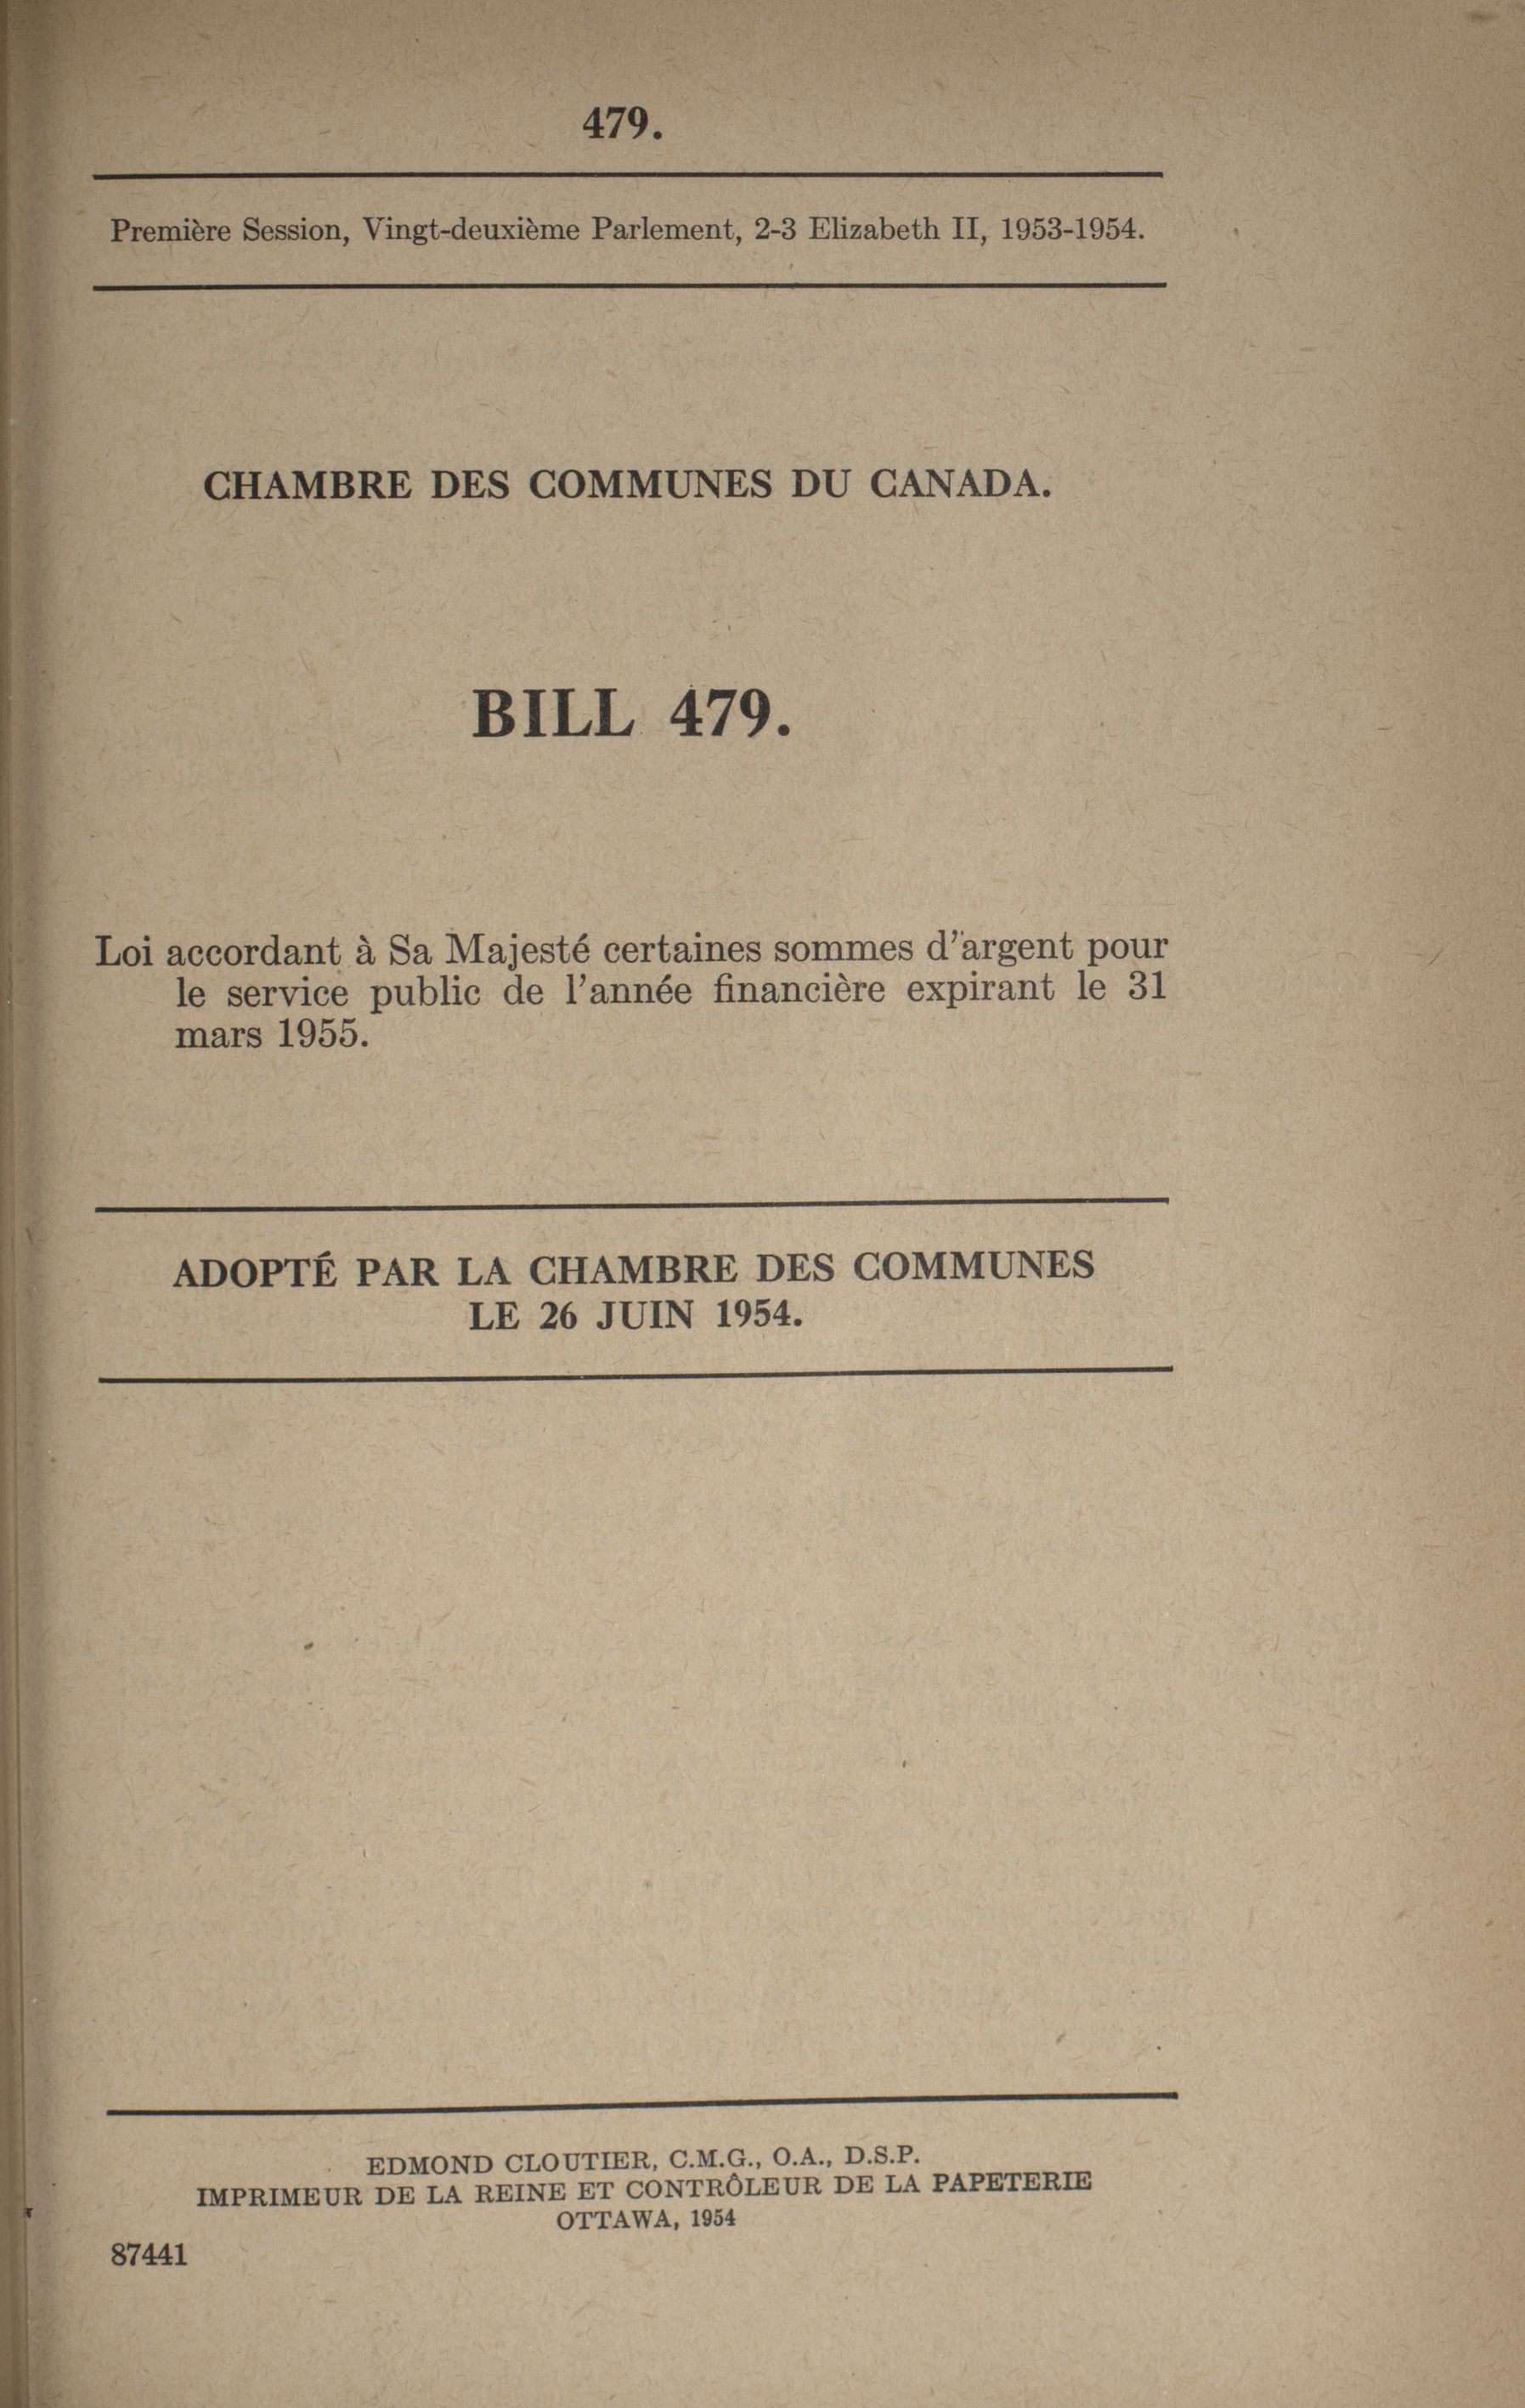 479.
Première Session, Vingt-deuxième Parlement, 2-3 Elizabeth II, 1953-1954.
CHAMBRE DES COMMUNES DU CANADA.
BILL 479.
Loi accordant à Sa Majesté certaines sommes d'argent pour
le service public de l'année financière expirant le 31
mars 1955.
ADOPTÉ PAR LA CHAMBRE DES COMMUNES
LE 26 JUIN 1954.
EDMOND CLOUTIER, C.M.G., O.A., D.S.P.
IMPRIMEUR DE LA REINE ET CONTRÔLEUR DE LA PAPETERIE
OTTAWA, 1954
87441